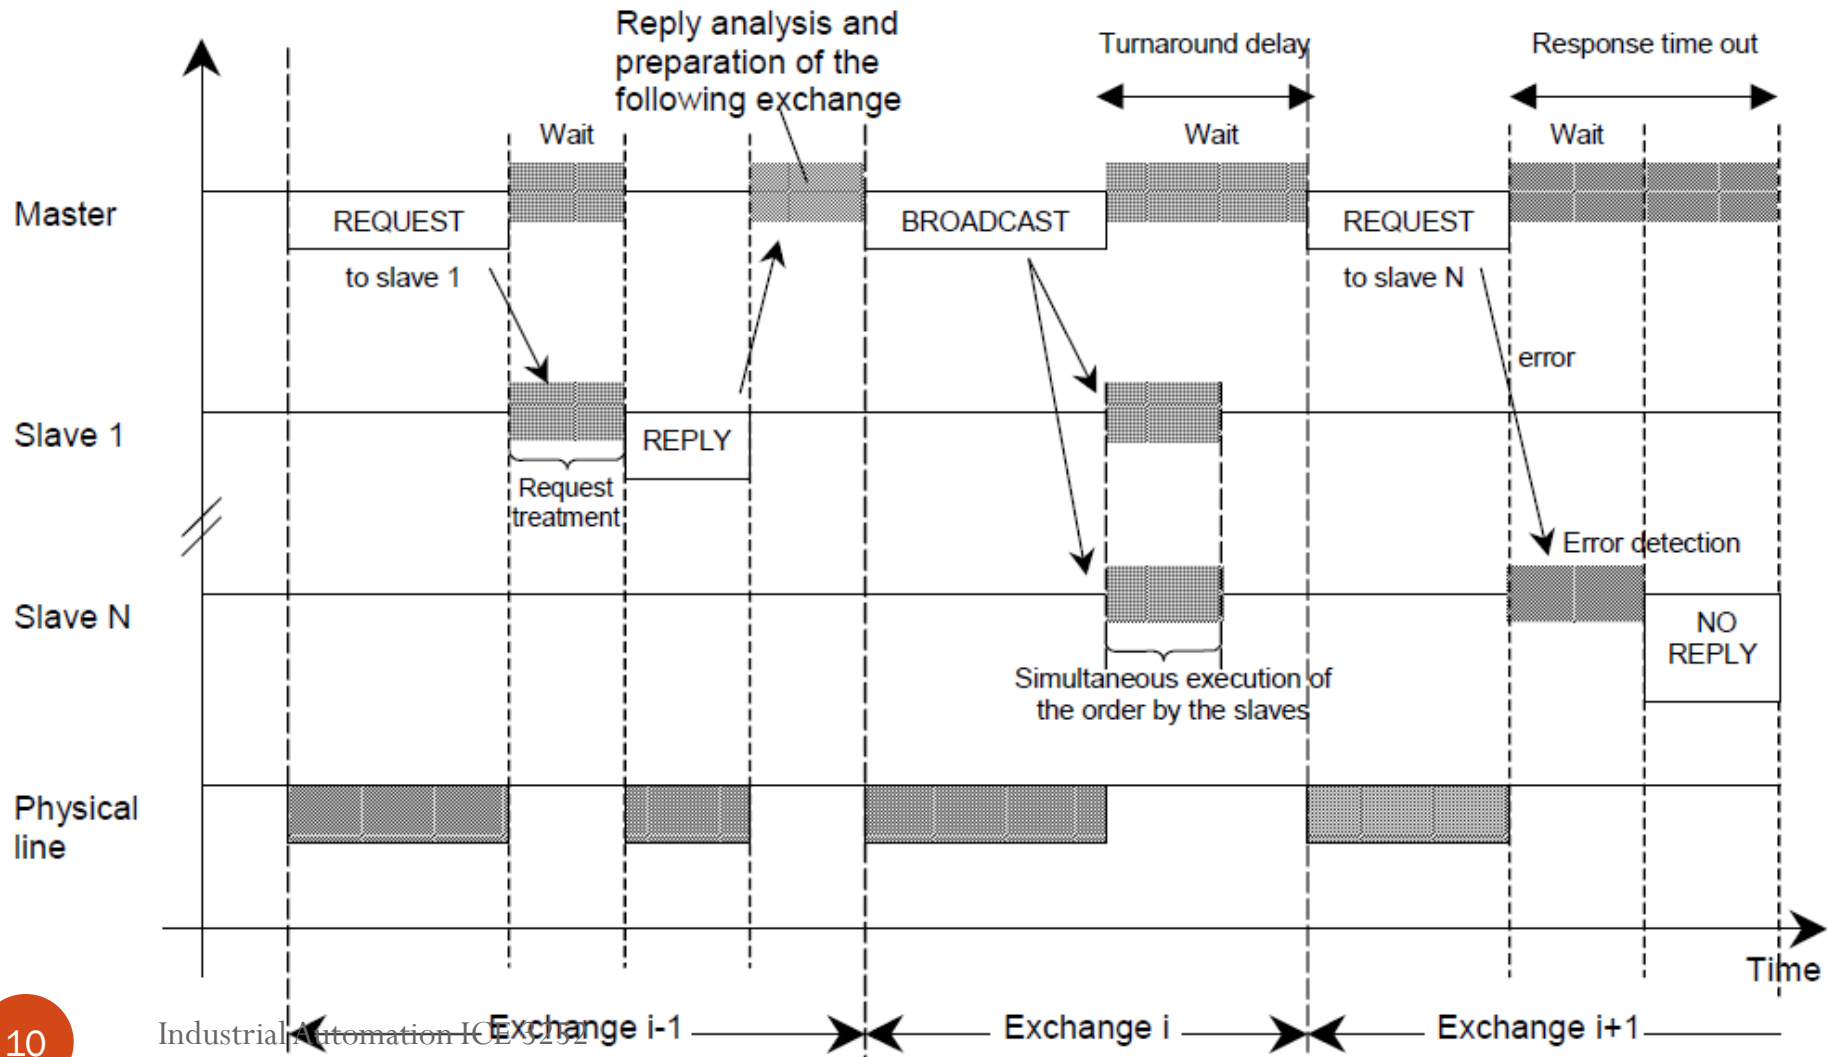 Reply analysis and
preparation of the
following exchange
Turnaround delay
Response time out
Wait
Wait
Wait
Master
REQUEST
BROADCAST
REQUEST
to slave 1
to slave N
error
Slave 1
REPLY
Request
treatment
Error detection
Slave N
NO
REPLY
Simultaneous execution of
the order by the slaves
Physical
line
Time
Exchange i-1
Exchange i
Exchange i+1
10
Industrial Automation ICE 3252